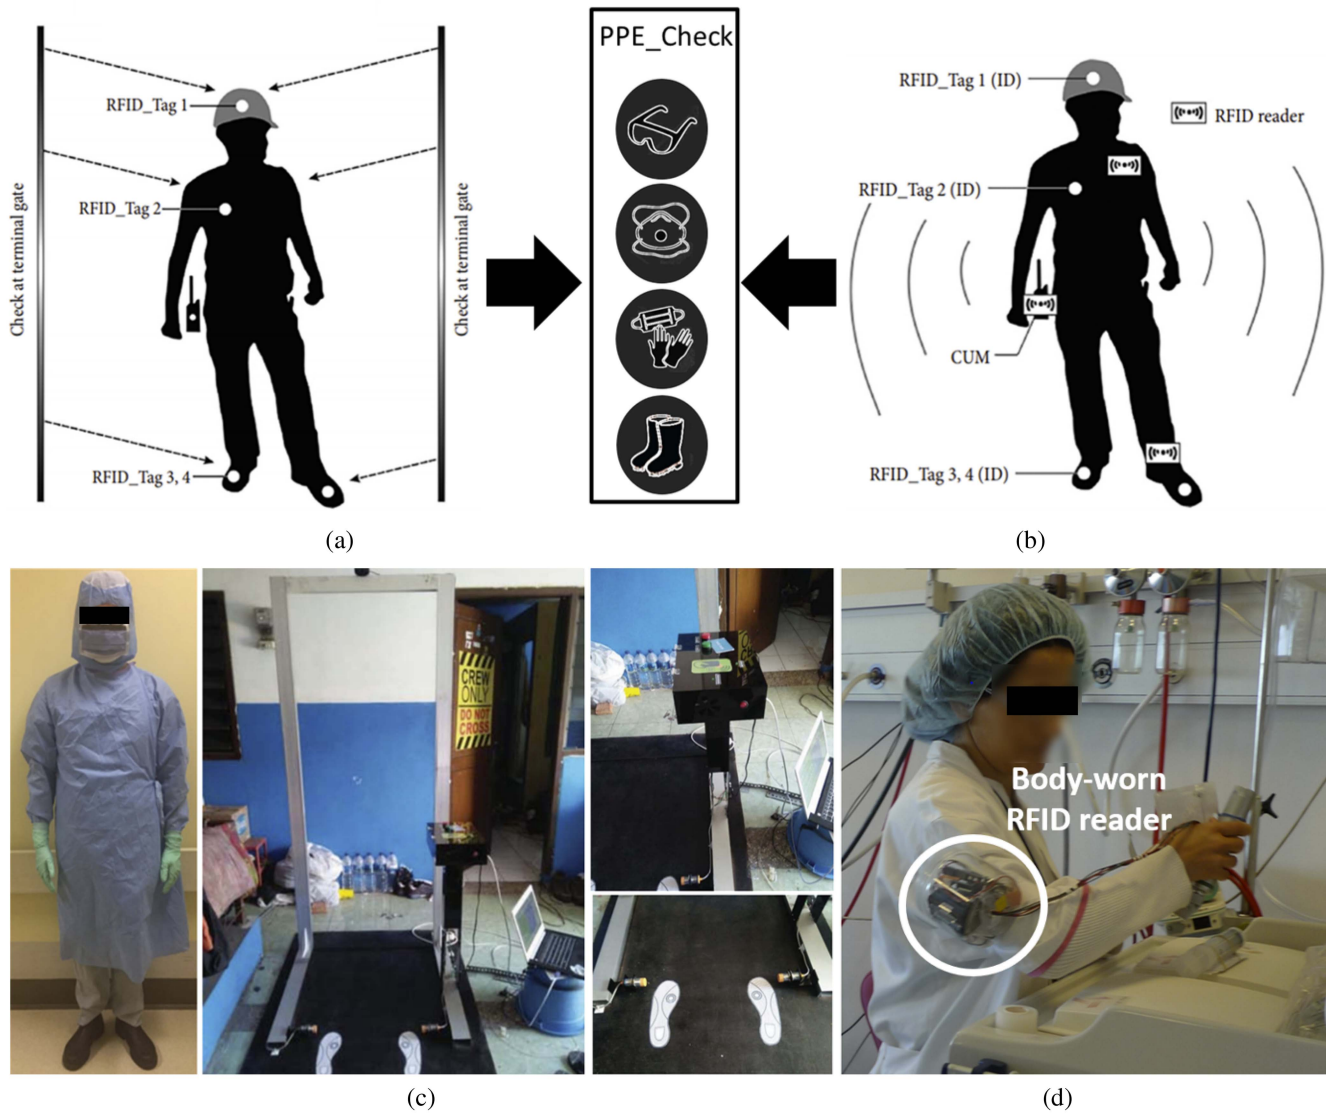 PPE_Check
RFID_Tag 1
RFID_Tag 2
RFID_Tag 3, 4
Check at terminal gate
Check at terminal gate
(a)
RFID_Tag 1 (ID)
RFID reader
RFID_Tag 2 (ID)
CUM
RFID_Tag 3, 4 (ID)
(b)
CREW
ONLY
DO NOT
CROSS
(c)
Body-worn
RFID reader
(d)